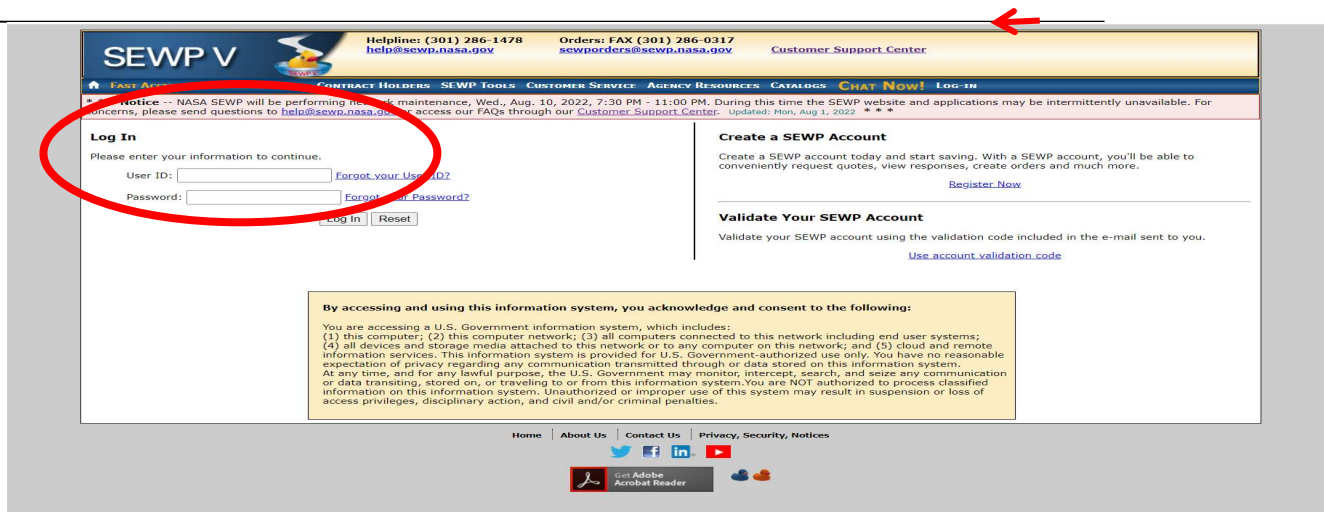 SEWP V
SEWP V
Helpline: (301) 286-1478
help@sewp.nasa.gov
Orders: FAX (301) 286-0317
sewporders@sewp.nasa.gov
Customer Support Center
Fast Contract Holders SEWP Tools Customer Service Agency Resources Catalogs Chat Now! Log-in
* Notice -- NASA SEWP will be performing network maintenance, Wed., Aug. 10, 2022, 7:30 PM - 11:00 PM. During this time the SEWP website and applications may be intermittently unavailable. For
concerns, please send questions to help@sewp.nasa.gov or access our FAQs through our Customer Support Center. Updated: Mon, Aug 1, 2022 * * *
Log In
Please enter your information to continue.
User ID: Forgot your User ID?
Password: Forgot your Password?
Log In Reset
Create a SEWP Account
Create a SEWP account today and start saving. With a SEWP account, you'll be able to
conveniently request quotes, view responses, create orders and much more.
Register Now
Validate Your SEWP Account
Validate your SEWP account using the validation code included in the e-mail sent to you.
Use account validation code
By accessing and using this information system, you acknowledge and consent to the following:
You are accessing a U.S. Government information system, which includes:
(1) this computer; (2) this computer network; (3) all computers connected to this network including end user systems;
(4) all devices and storage media attached to this network or to any computer on this network; and (5) cloud and remote
information services. This information system is provided for U.S. Government-authorized use only. You have no reasonable
expectation of privacy regarding any communication transmitted through or data stored on this information system.
At any time, and for any lawful purpose, the U.S. Government may monitor, intercept, search, and seize any communication
or data transiting, stored on, or traveling to or from this information system.You are NOT authorized to process classified
information on this information system. Unauthorized or improper use of this system may result in suspension or loss of
access privileges, disciplinary action, and civil and/or criminal penalties.
Home About Us Contact Us Privacy, Security, Notices
in
Get Adobe
Acrobat Reader